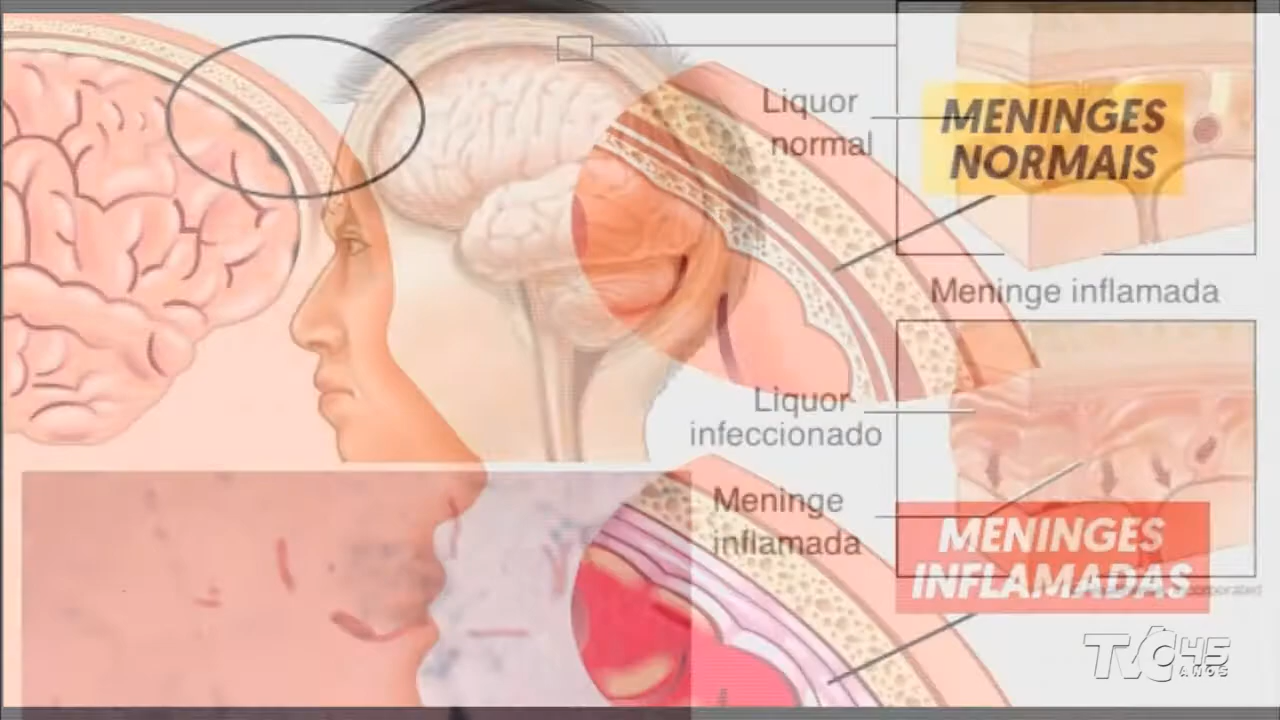 Liquor
normal
MENINGES
NORMAIS
Meninge inflamada
Liquor
infeccionado
Meninge
inflamada
MENINGES
INFLAMADAS
TVC 45
ANOS